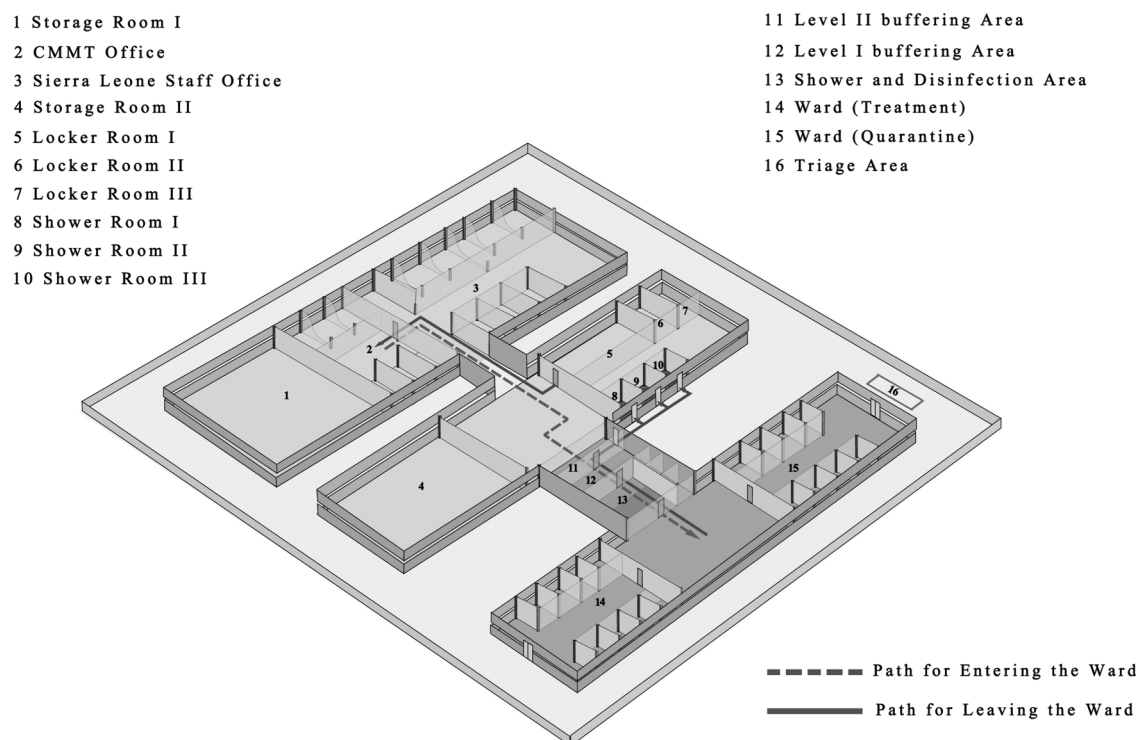 1 Storage Room I
2 CMMT Office
3 Sierra Leone Staff Office
4 Storage Room II
5 Locker Room I
6 Locker Room II
7 Locker Room III
8 Shower Room I
9 Shower Room II
10 Shower Room III
11 Level II buffering Area
12 Level I buffering Area
13 Shower and Disinfection Area
14 Ward (Treatment)
15 Ward (Quarantine)
16 Triage Area
3
7
6
2
5
10
9
16
1
8
11
15
12
4
13
14
Path for Entering the Ward
Path for Leaving the Ward